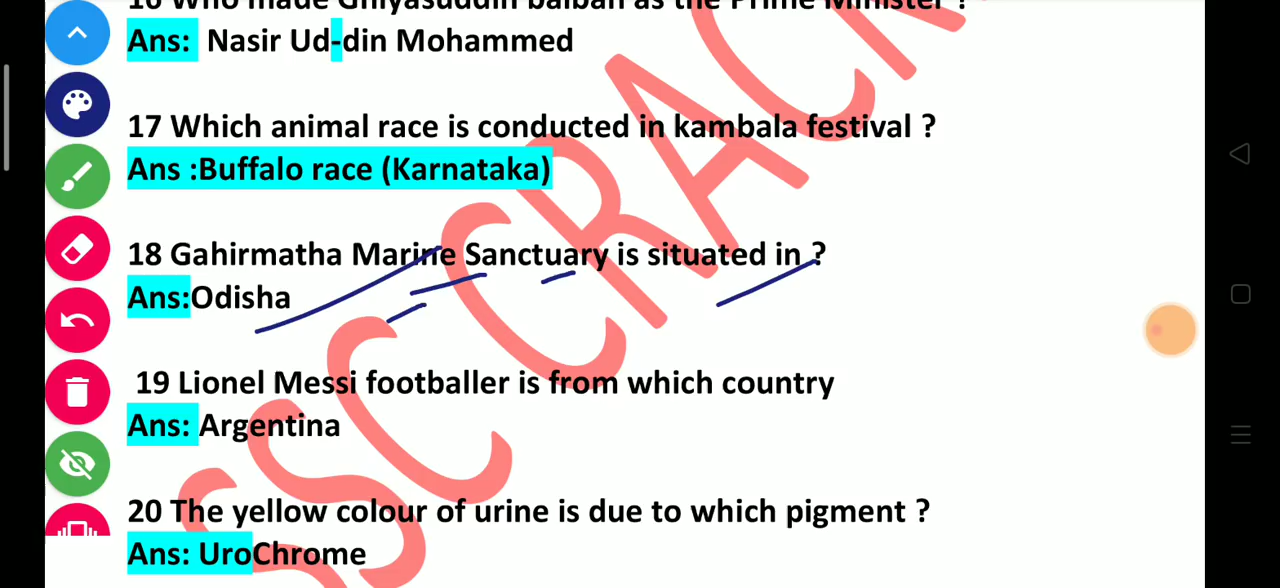 16 Who made Ghiyasuddin balban as the Prime Minister ?
Ans: Nasir Ud-din Mohammed
17 Which animal race is conducted in kambala festival ?
Ans :Buffalo race (Karnataka)
18 Gahirmatha Marine Sanctuary is situated in ?
Ans:Odisha
19 Lionel Messi footballer is from which country
Ans: Argentina
20 The yellow colour of urine is due to which pigment ?
Ans: UroChrome
SSC CRACK